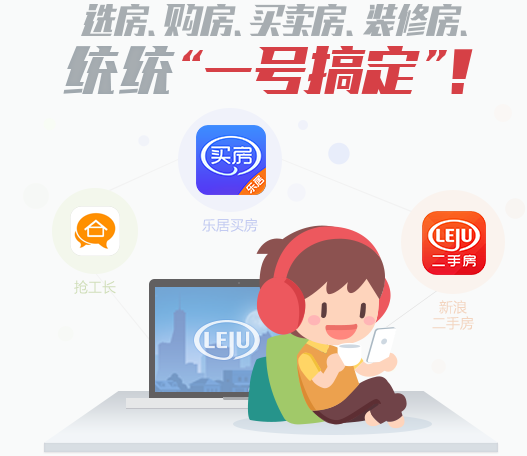 选房、购房、买卖房、装修房、
统统“一号搞定”!
买房
乐居
乐居买房
抢工长
LEJU
二手房
新浪
二手房
LEJU